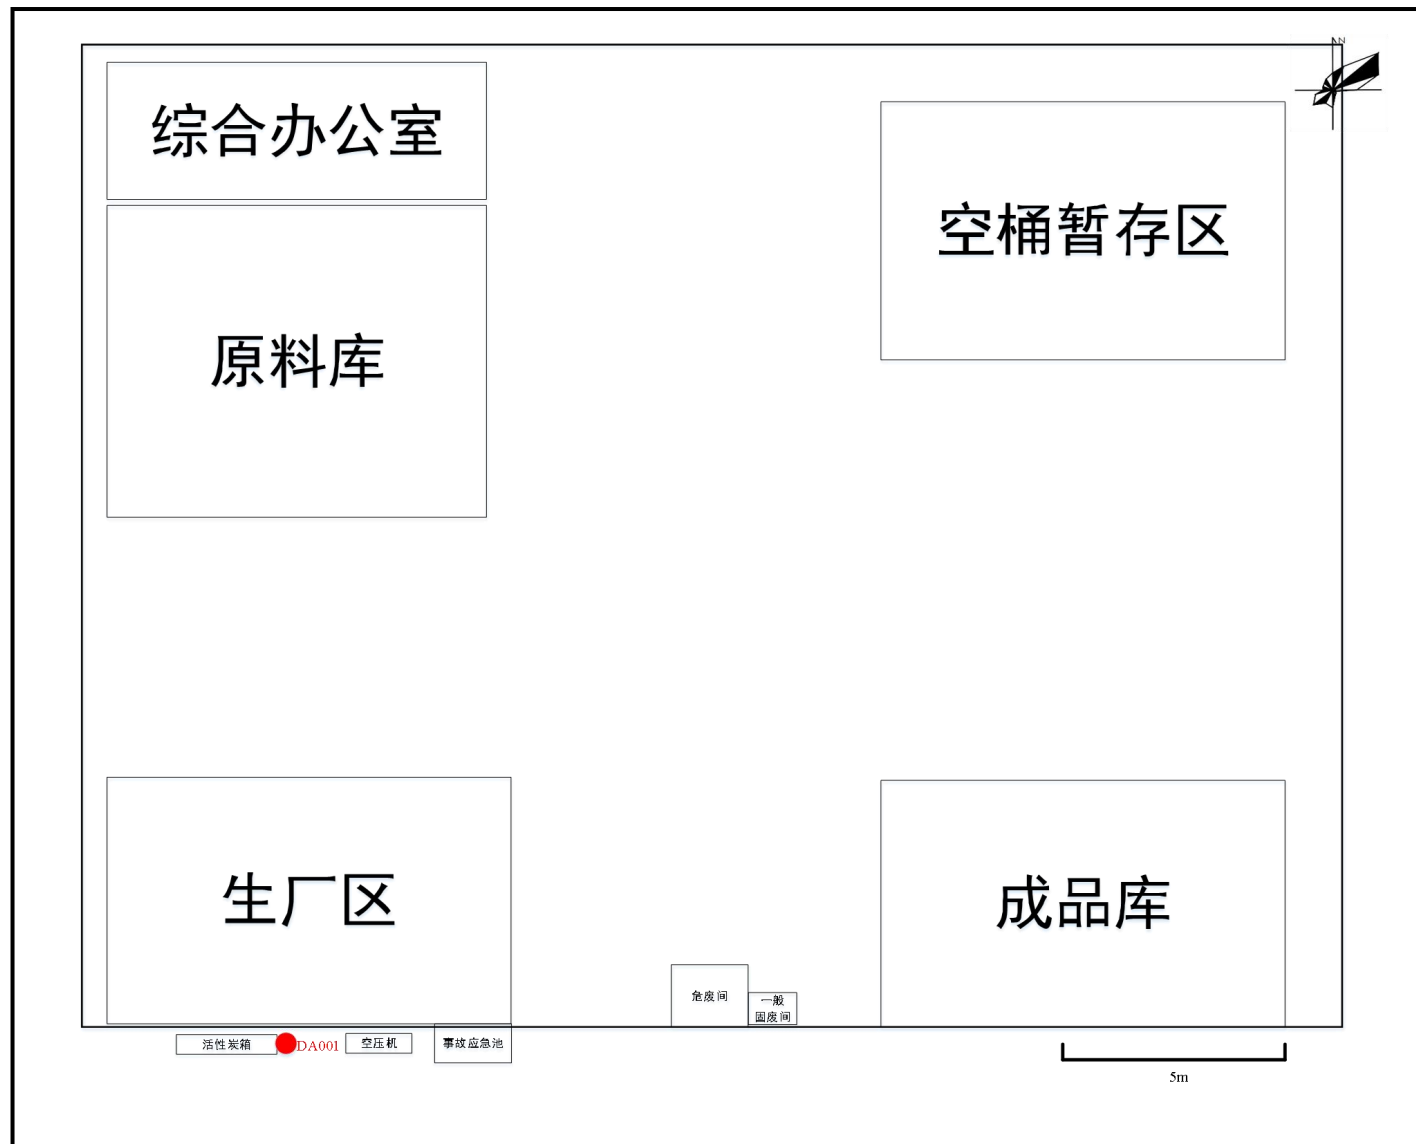 N
综合办公室
空桶暂存区
原料库
生厂区
成品库
危废间
一般
固废间
活性炭箱
DA001
空压机
事故应急池
5m